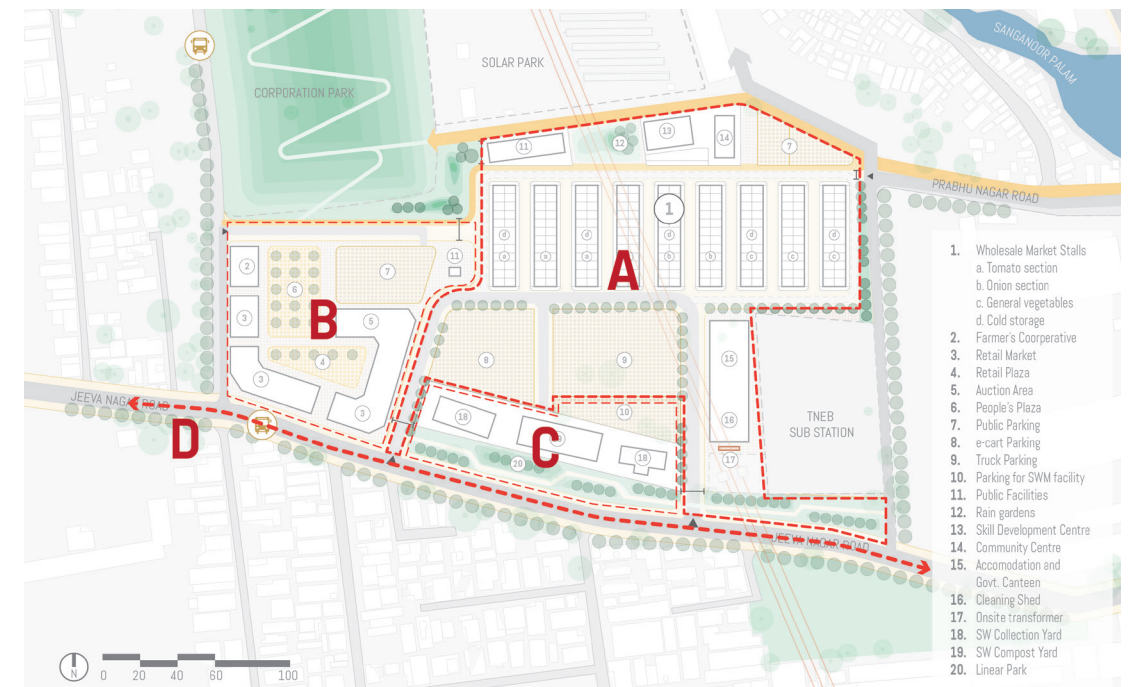 SOLAR PARK
CORPORATION PARK
SANGANOOR PALAM
PRABHU NAGAR ROAD
11
12
13
14
7
1
d d d d d d d d
a a a b b c c c
A
2
6
7
11
3
B
5
4
3
3
8
9
15
10
18
C
18
16
17
20
TNEB
SUB STATION
JEEVA NAGAR ROAD
D
JEEVA NAGAR ROAD
N
0 20 40 60 100
1. Wholesale Market Stalls
a. Tomato section
b. Onion section
c. General vegetables
d. Cold storage
2. Farmer's Coorperative
3. Retail Market
4. Retail Plaza
5. Auction Area
6. People's Plaza
7. Public Parking
8. e-cart Parking
9. Truck Parking
10. Parking for SWM facility
11. Public Facilities
12. Rain gardens
13. Skill Development Centre
14. Community Centre
15. Accomodation and
Govt. Canteen
16. Cleaning Shed
17. Onsite transformer
18. SW Collection Yard
19. SW Compost Yard
20. Linear Park